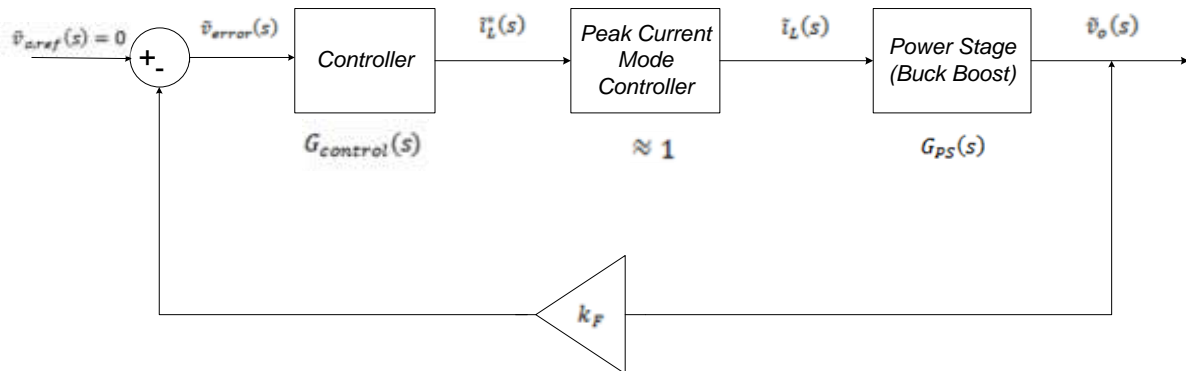 ṽₒ,ref(s) = 0
+
-
ṽerror(s)
Controller
Gcontrol(s)
ĩ*L(s)
Peak Current
Mode
Controller
≈ 1
ĩL(s)
Power Stage
(Buck Boost)
GPS(s)
ṽo(s)
kF